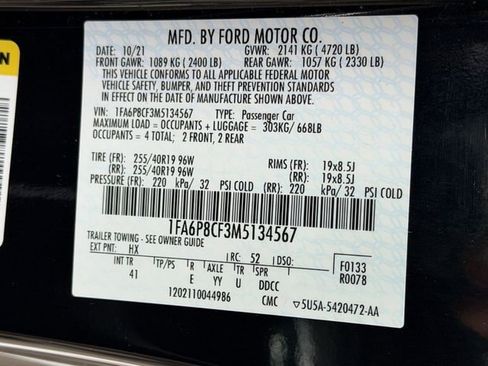 MFD. BY FORD MOTOR CO.
DATE: 10/21 GVWR: 2141 KG ( 4720 LB)
FRONT GAWR: 1089 KG ( 2400 LB) REAR GAWR: 1057 KG ( 2330 LB)
THIS VEHICLE CONFORMS TO ALL APPLICABLE FEDERAL MOTOR
VEHICLE SAFETY, BUMPER, AND THEFT PREVENTION STANDARDS
IN EFFECT ON THE DATE OF MANUFACTURE SHOWN ABOVE.
VIN: 1FA6P8CF3M5134567 TYPE: Passenger Car
MAXIMUM LOAD = OCCUPANTS + LUGGAGE = 303KG/ 668LB
OCCUPANTS = 4 TOTAL; 2 FRONT, 2 REAR
TIRE (FR): 255/40R19 96W RIMS (FR): 19x8.5J
TIRE (RR): 255/40R19 96W RIMS (RR): 19x8.5J
PRESSURE (FR): 220 kPa/ 32 PSI COLD (RR): 220 kPa/ 32 PSI COLD
1FA6P8CF3M5134567
TRAILER TOWING - SEE OWNER GUIDE
EXT PNT: HX RC: 52 DSO: F0133
INT TR TP/PS R AXLE TR SPR R0078
41 E YY U DDCC
1202110044986 CMC 5U5A-5420472-AA